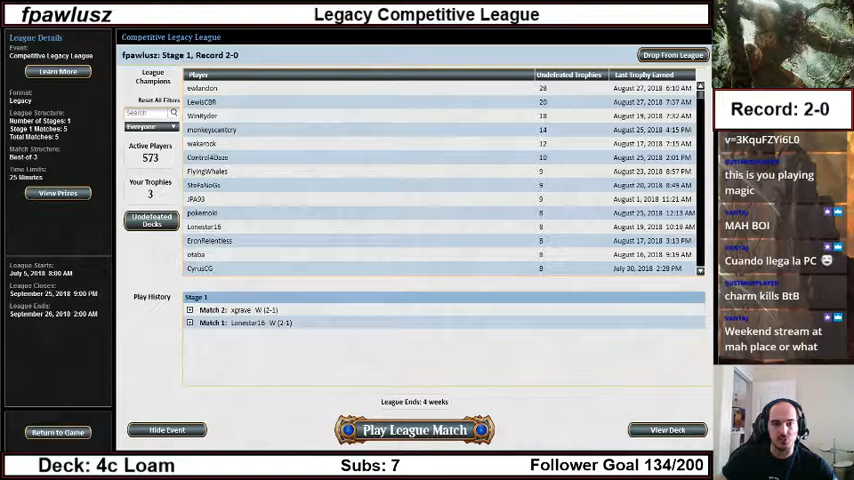 fpawlusz
Legacy Competitive League
League Details
Event:
Competitive Legacy League
Learn More
Format:
Legacy
League Structure:
Number of Stages: 1
Stage 1 Matches: 5
Total Matches: 5
Match Structure:
Best-of-3
Time Limits:
25 Minutes
View Prizes
League Starts:
July 5, 2018 8:00 AM
League Closes:
September 25, 2018 9:00 PM
League Ends:
September 26, 2018 2:00 AM
Return to Game
Competitive Legacy League
fpawlusz: Stage 1, Record 2-0
Drop From League
League
Champions
Reset All Filters
Search
Everyone
Active Players
573
Your Trophies
3
Undefeated
Decks
Player Undefeated Trophies Last Trophy Earned
ewlandon 28 August 27, 2018 6:10 AM
LewisCBR 20 August 27, 2018 7:37 AM
WinRyder 18 August 19, 2018 7:32 AM
monkeyscantcry 14 August 25, 2018 4:15 PM
wakarock 12 August 17, 2018 7:15 AM
Control4Daze 10 August 25, 2018 2:01 PM
FlyingWhales 9 August 23, 2018 8:57 PM
SteFaNoGs 9 August 20, 2018 8:49 AM
JPA93 9 August 1, 2018 11:21 AM
pokemoki 8 August 25, 2018 12:13 AM
Lonestar16 8 August 19, 2018 10:18 AM
EronRelentless 8 August 17, 2018 3:13 PM
otaba 8 August 16, 2018 9:19 AM
CyrusCG 8 July 30, 2018 2:28 PM
Play History
Stage 1
Match 2: xgrave W (2-1)
Match 1: Lonestar16 W (2-1)
League Ends: 4 weeks
Hide Event
Play League Match
View Deck
Record: 2-0
v=3KquFZYi6L0
this is you playing
magic
VANTAJ
MAH BOI
VANTAJ
Cuando llega la PC
charm kills BtB
VANTAJ
Weekend stream at
mah place or what
Deck: 4c Loam
Subs: 7
Follower Goal 134/200